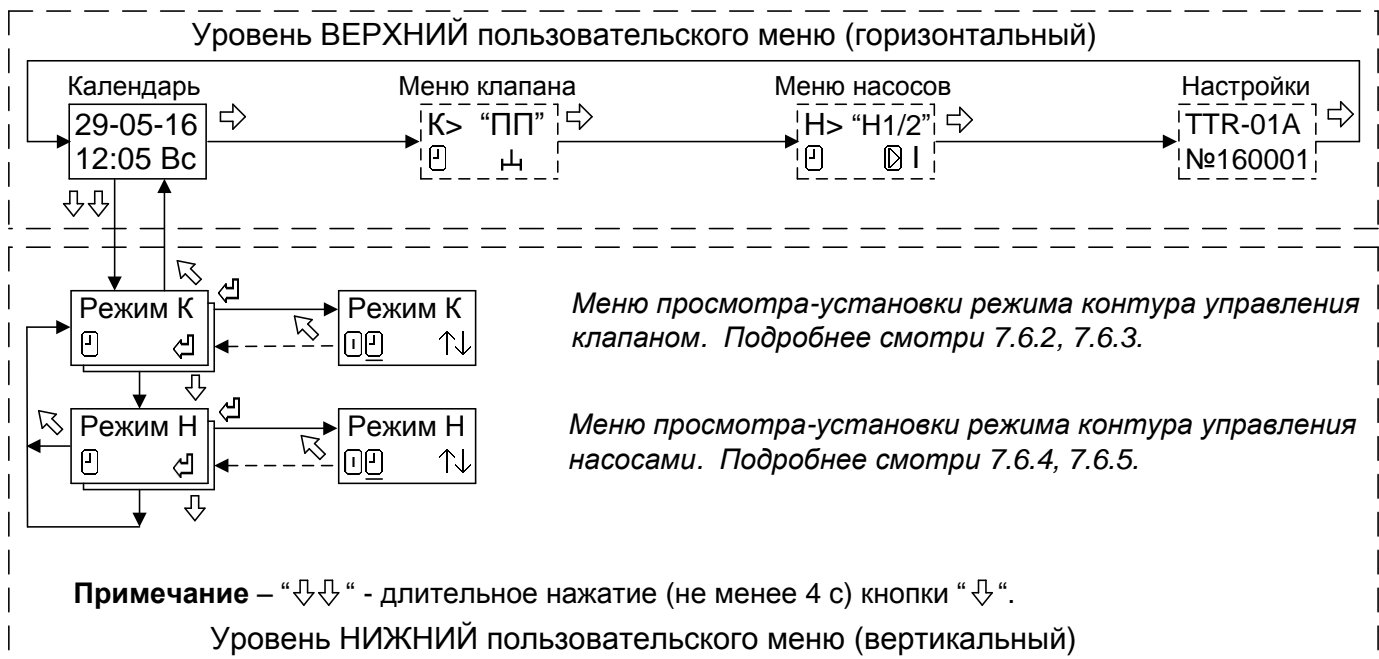 Уровень ВЕРХНИЙ пользовательского меню (горизонтальный)
Календарь Меню клапана Меню насосов Настройки
29-05-16 ⇨ К> “ПП” ⇨ Н> “Н1/2” ⇨ TTR-01A ⇨
12:05 Вс I №160001
⇩⇩
Режим К Режим К
↑↓
Меню просмотра-установки режима контура управления
клапаном. Подробнее смотри 7.6.2, 7.6.3.
⇩
Режим Н Режим Н
↑↓
Меню просмотра-установки режима контура управления
насосами. Подробнее смотри 7.6.4, 7.6.5.
⇩
Примечание – “⇩⇩“ - длительное нажатие (не менее 4 с) кнопки “⇩“.
Уровень НИЖНИЙ пользовательского меню (вертикальный)